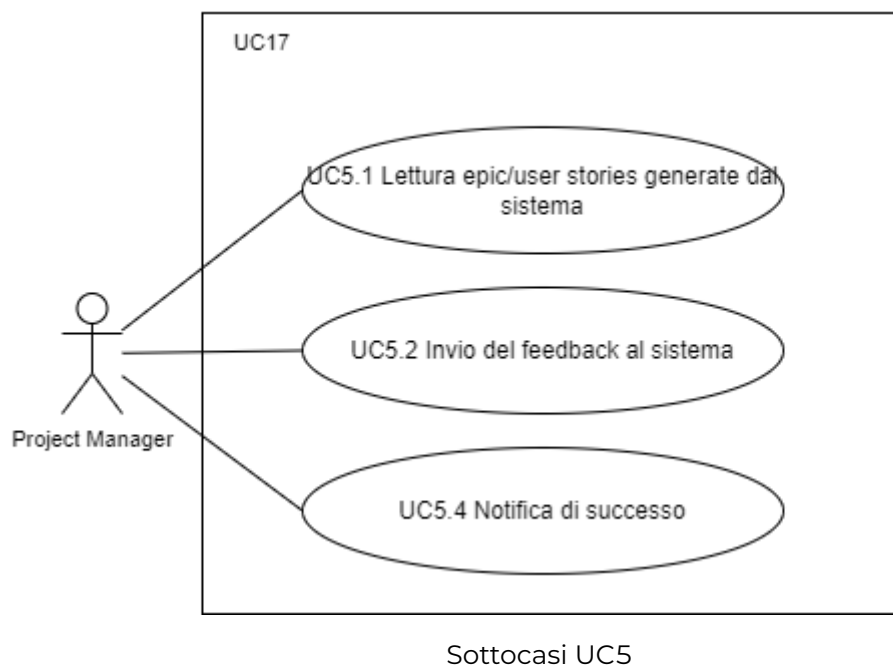 UC17
UC5.1 Lettura epic/user stories generate dal
sistema
UC5.2 Invio del feedback al sistema
Project Manager
UC5.4 Notifica di successo
Sottocasi UC5